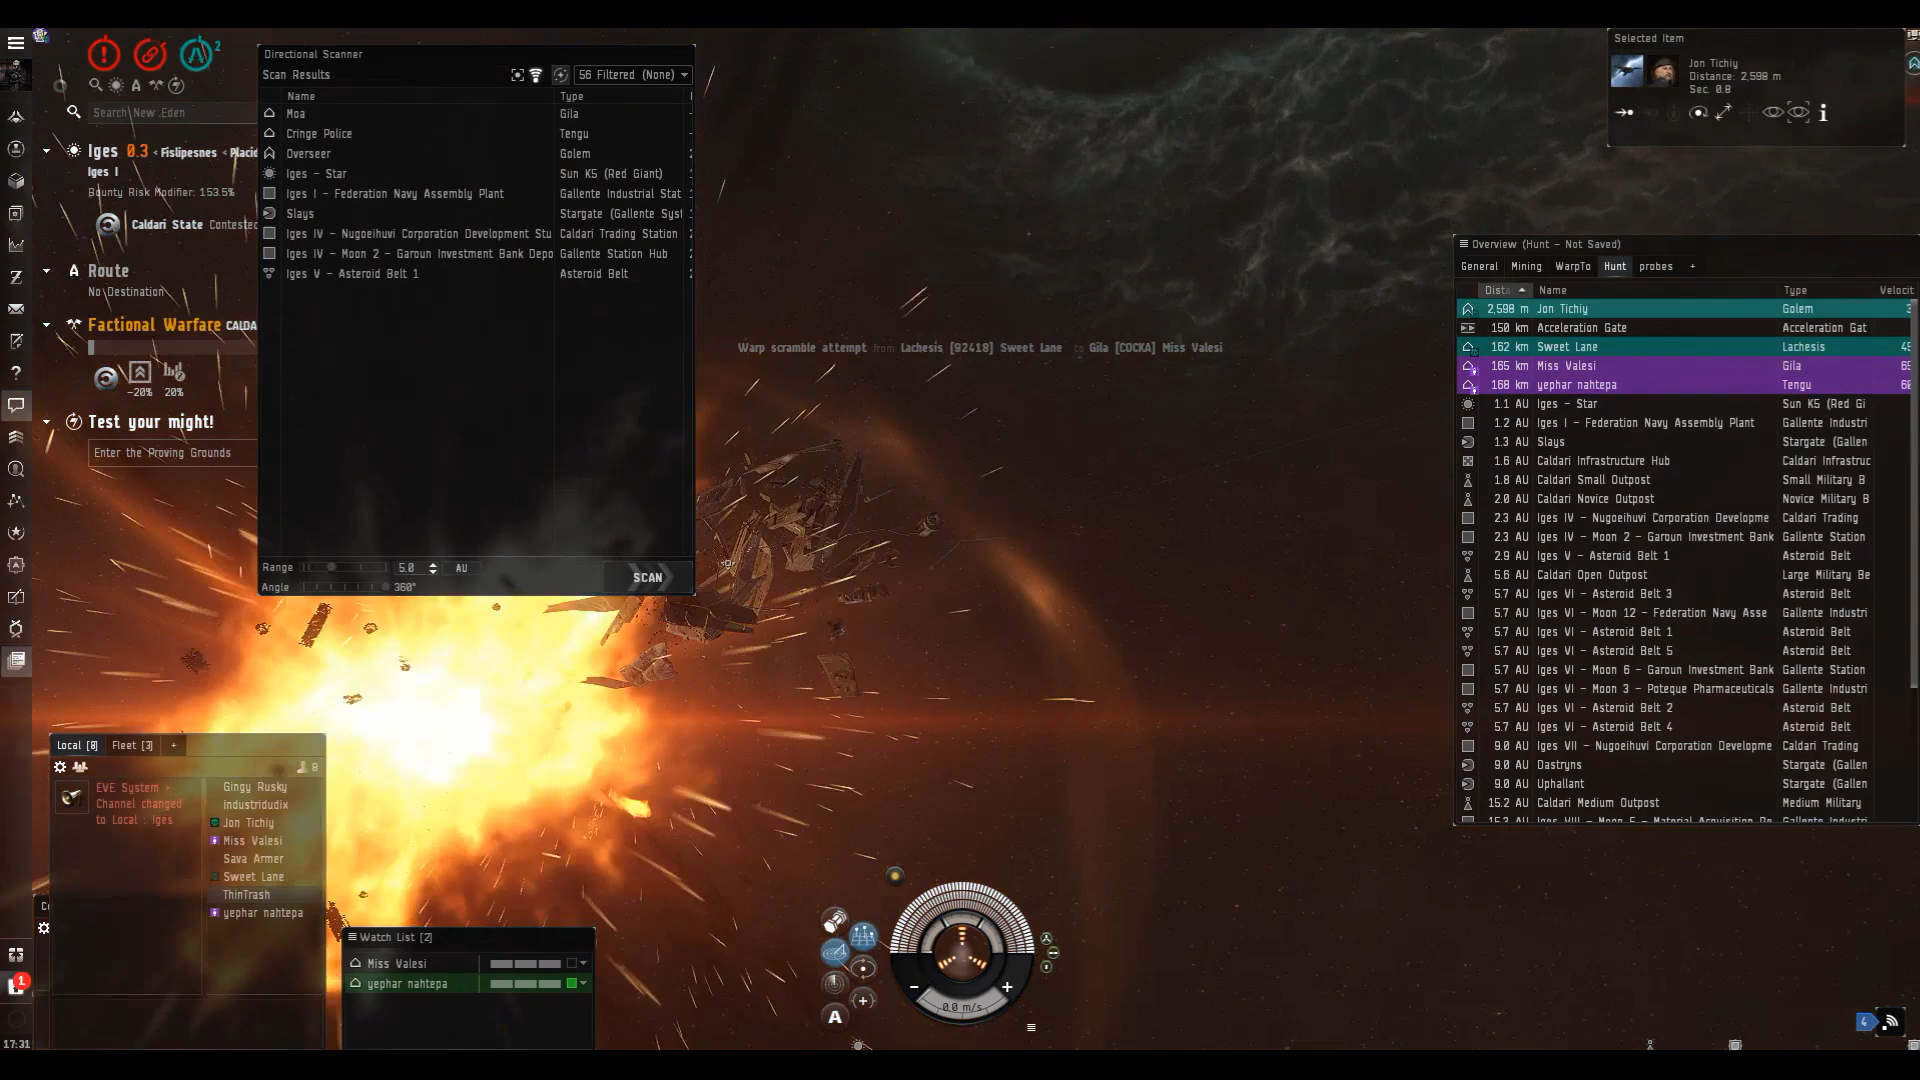 2
Search New Eden
Iges 0.3 < Fislipesnes < Placid
Iges I
Bounty Risk Modifier: 153.5%
Caldari State Contested
A Route
No Destination
Factional Warfare CALDA
-20% 20%
Test your might!
Enter the Proving Grounds
Directional Scanner
Scan Results
56 Filtered (None)
Name Type
Moa Gila
Cringe Police Tengu
Overseer Golem
Iges - Star Sun K5 (Red Giant)
Iges I - Federation Navy Assembly Plant Gallente Industrial Stat
Slays Stargate (Gallente Syst
Iges IV - Nugoeihuvi Corporation Development Stu Caldari Trading Station
Iges IV - Moon 2 - Garoun Investment Bank Depo Gallente Station Hub
Iges V - Asteroid Belt 1 Asteroid Belt
Range 5.0 AU
Angle 360°
SCAN
Warp scramble attempt from Lachesis [92418] Sweet Lane to Gila [COCKA] Miss Valesi
Selected Item
Jon Tichiy
Distance: 2,598 m
Sec. 0.8
Overview (Hunt - Not Saved)
General Mining WarpTo Hunt probes +
Dista Name Type Velocit
2,598 m Jon Tichiy Golem
150 km Acceleration Gate Acceleration Gat
162 km Sweet Lane Lachesis 45
165 km Miss Valesi Gila 65
168 km yephar nahtepa Tengu 60
1.1 AU Iges - Star Sun K5 (Red Gi
1.2 AU Iges I - Federation Navy Assembly Plant Gallente Industri
1.3 AU Slays Stargate (Gallen
1.6 AU Caldari Infrastructure Hub Caldari Infrastruc
1.8 AU Caldari Small Outpost Small Military B
2.0 AU Caldari Novice Outpost Novice Military B
2.3 AU Iges IV - Nugoeihuvi Corporation Developme Caldari Trading
2.3 AU Iges IV - Moon 2 - Garoun Investment Bank Gallente Station
2.9 AU Iges V - Asteroid Belt 1 Asteroid Belt
5.6 AU Caldari Open Outpost Large Military Be
5.7 AU Iges VI - Asteroid Belt 3 Asteroid Belt
5.7 AU Iges VI - Moon 12 - Federation Navy Asse Gallente Industri
5.7 AU Iges VI - Asteroid Belt 1 Asteroid Belt
5.7 AU Iges VI - Asteroid Belt 5 Asteroid Belt
5.7 AU Iges VI - Moon 6 - Garoun Investment Bank Gallente Station
5.7 AU Iges VI - Moon 3 - Poteque Pharmaceuticals Gallente Industri
5.7 AU Iges VI - Asteroid Belt 2 Asteroid Belt
5.7 AU Iges VI - Asteroid Belt 4 Asteroid Belt
9.0 AU Iges VII - Nugoeihuvi Corporation Developme Caldari Trading
9.0 AU Dastryns Stargate (Gallen
9.0 AU Uphallant Stargate (Gallen
15.2 AU Caldari Medium Outpost Medium Military
Local [8] Fleet [3] +
8
EVE System >
Channel changed
to Local : Iges
Gingy Rusky
industridudix
Jon Tichiy
Miss Valesi
Sava Armer
Sweet Lane
ThinTrash
yephar nahtepa
Watch List [2]
Miss Valesi
yephar nahtepa
0.0 m/s
A
1
17:31
4